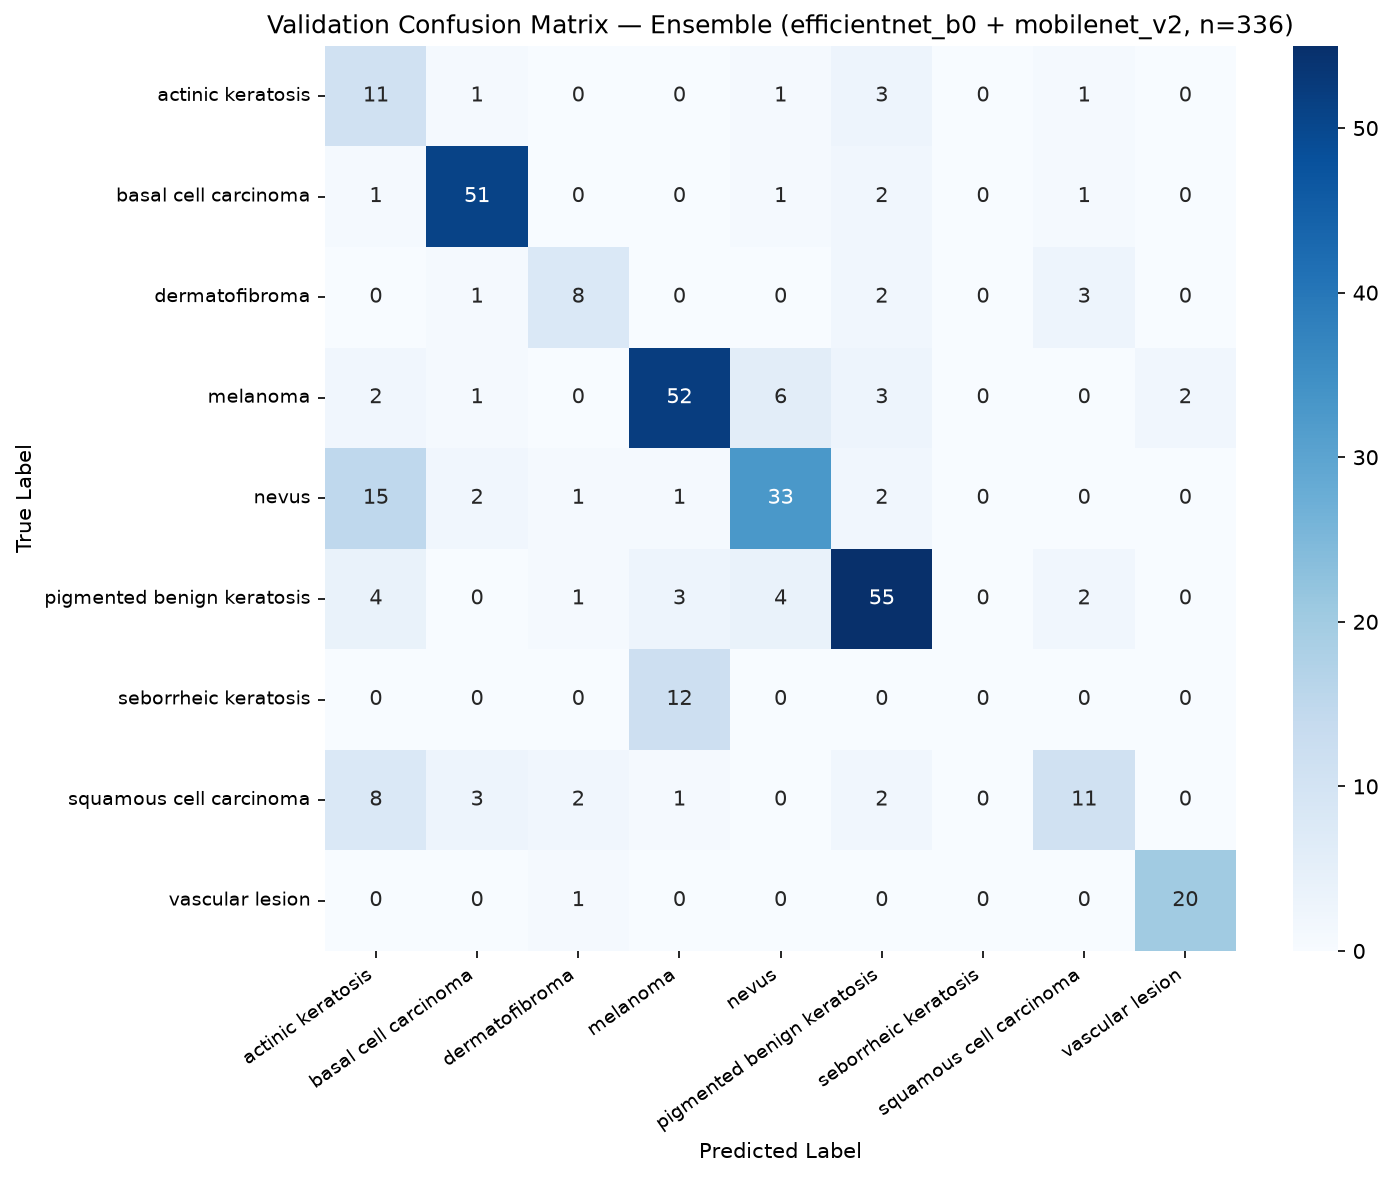 Validation Confusion Matrix — Ensemble (efficientnet_b0 + mobilenet_v2, n=336)
True Label
actinic keratosis 11 1 0 0 1 3 0 1 0
basal cell carcinoma 1 51 0 0 1 2 0 1 0
dermatofibroma 0 1 8 0 0 2 0 3 0
melanoma 2 1 0 52 6 3 0 0 2
nevus 15 2 1 1 33 2 0 0 0
pigmented benign keratosis 4 0 1 3 4 55 0 2 0
seborrheic keratosis 0 0 0 12 0 0 0 0 0
squamous cell carcinoma 8 3 2 1 0 2 0 11 0
vascular lesion 0 0 1 0 0 0 0 0 20
actinic keratosis
basal cell carcinoma
dermatofibroma
melanoma
nevus
pigmented benign keratosis
seborrheic keratosis
squamous cell carcinoma
vascular lesion
Predicted Label
50
40
30
20
10
0